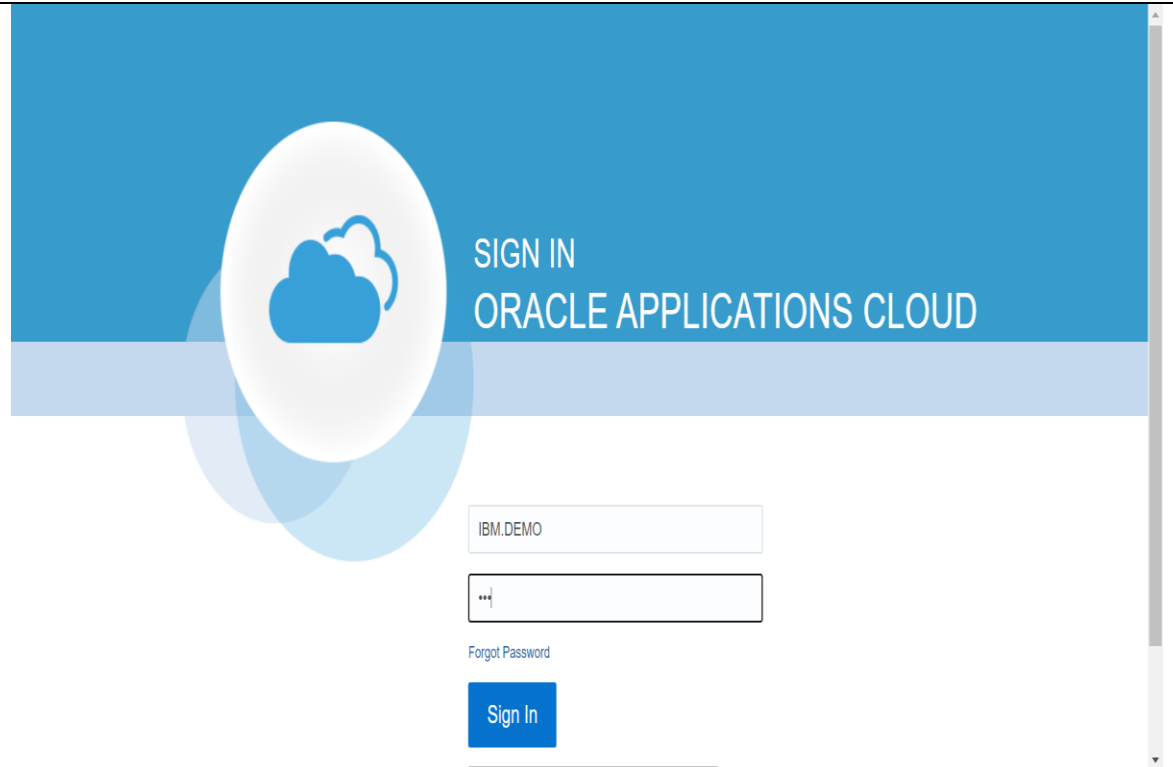 SIGN IN
ORACLE APPLICATIONS CLOUD
IBM.DEMO
•••
Forgot Password
Sign In